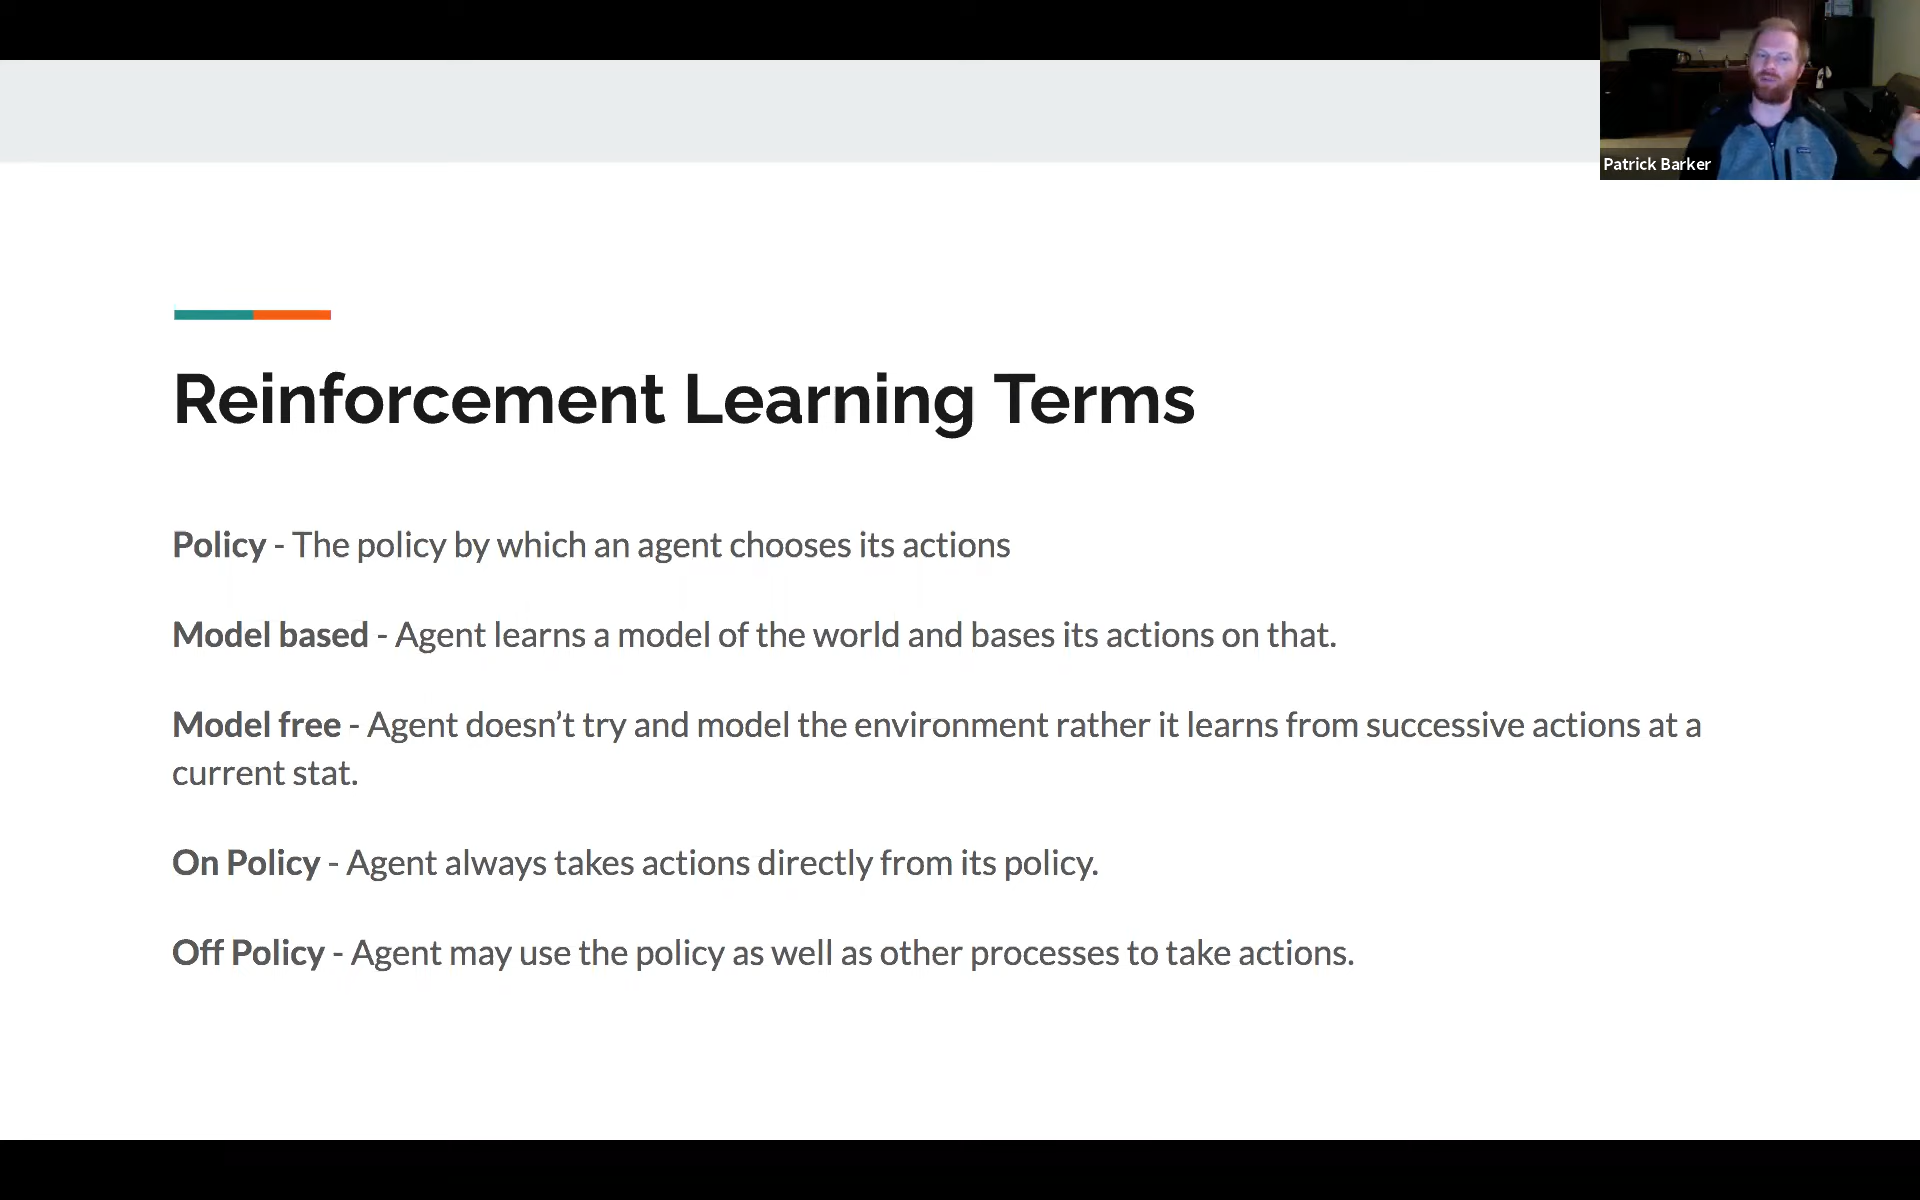 Patrick Barker
Reinforcement Learning Terms
Policy - The policy by which an agent chooses its actions
Model based - Agent learns a model of the world and bases its actions on that.
Model free - Agent doesn’t try and model the environment rather it learns from successive actions at a
current stat.
On Policy - Agent always takes actions directly from its policy.
Off Policy - Agent may use the policy as well as other processes to take actions.